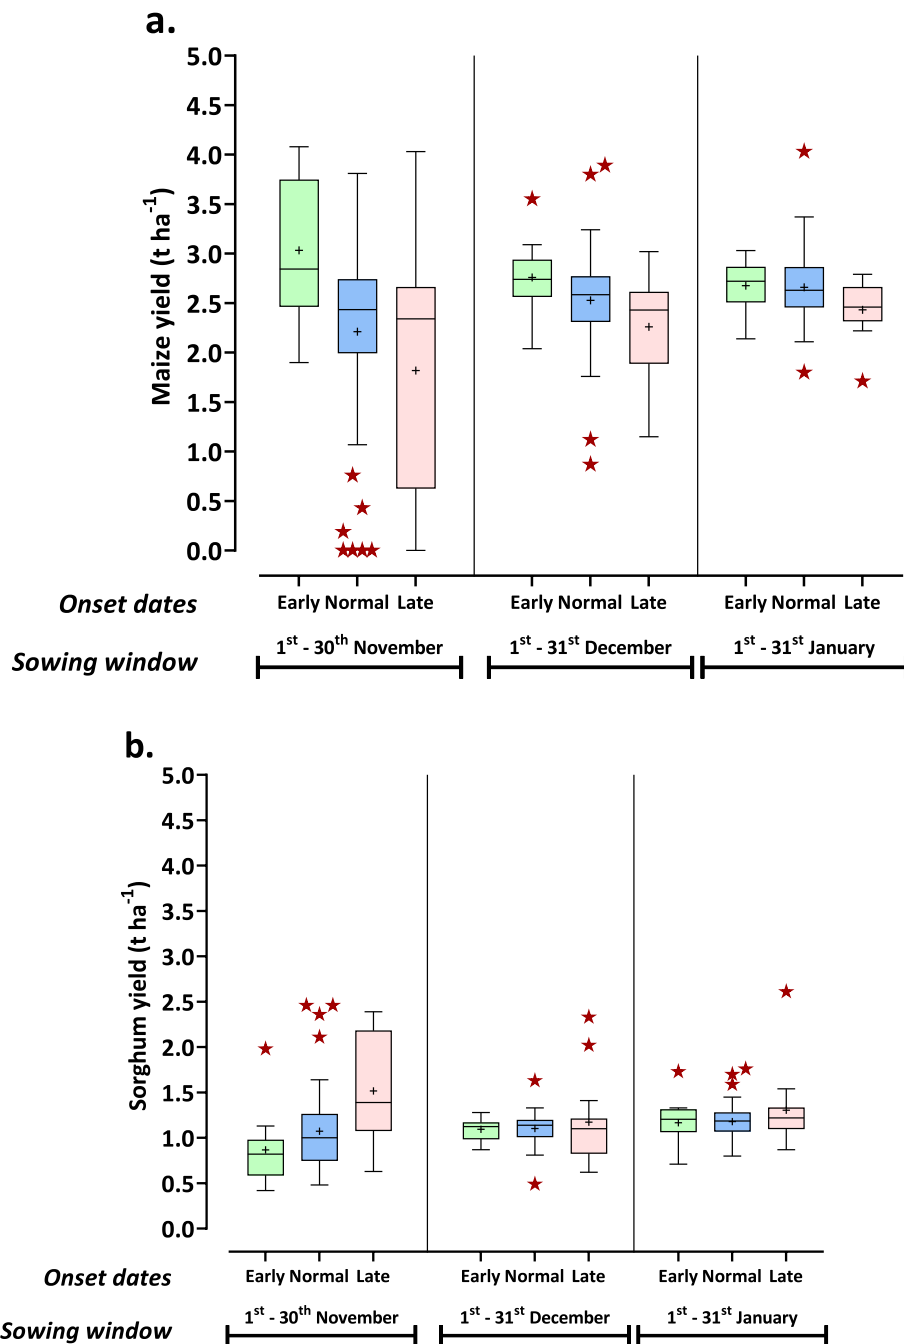 a.
Maize yield (t ha⁻¹)
5.0
4.5
4.0
3.5
3.0
2.5
2.0
1.5
1.0
0.5
0.0
Onset dates Early Normal Late Early Normal Late Early Normal Late
Sowing window 1st - 30th November 1st - 31st December 1st - 31st January
b.
Sorghum yield (t ha⁻¹)
5.0
4.5
4.0
3.5
3.0
2.5
2.0
1.5
1.0
0.5
0.0
Onset dates Early Normal Late Early Normal Late Early Normal Late
Sowing window 1st - 30th November 1st - 31st December 1st - 31st January